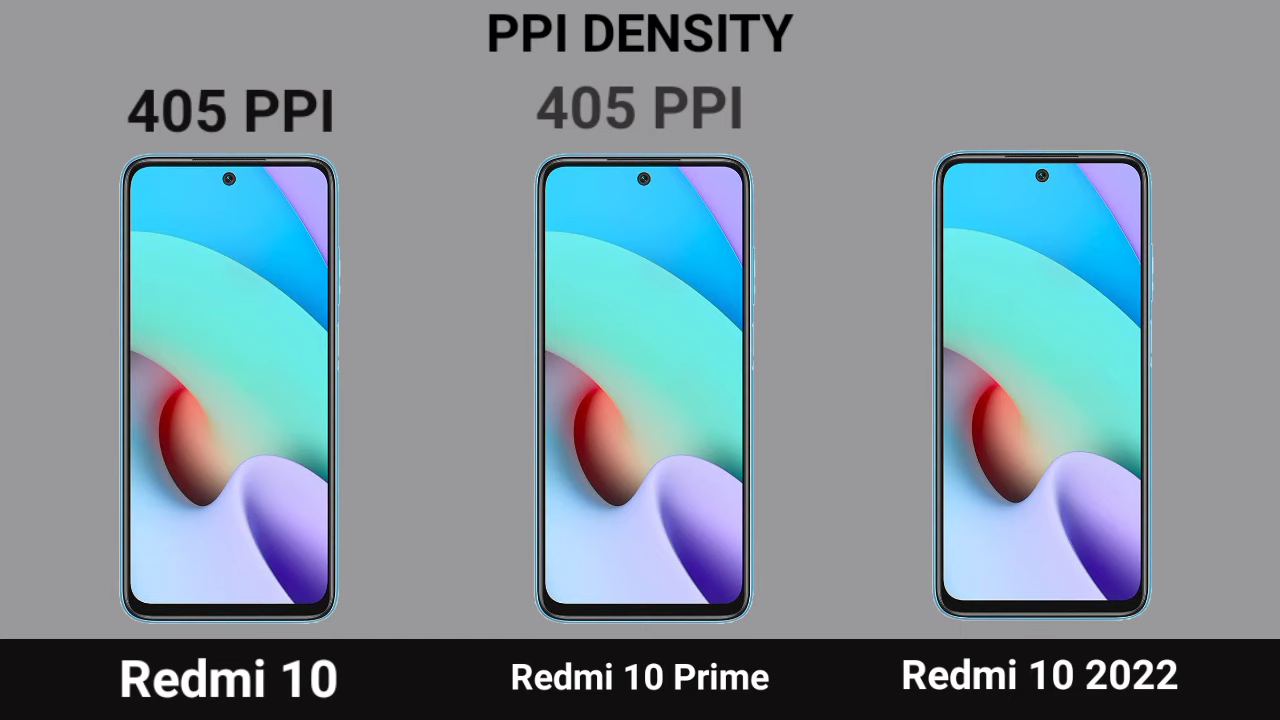 PPI DENSITY
405 PPI
405 PPI
Redmi 10
Redmi 10 Prime
Redmi 10 2022